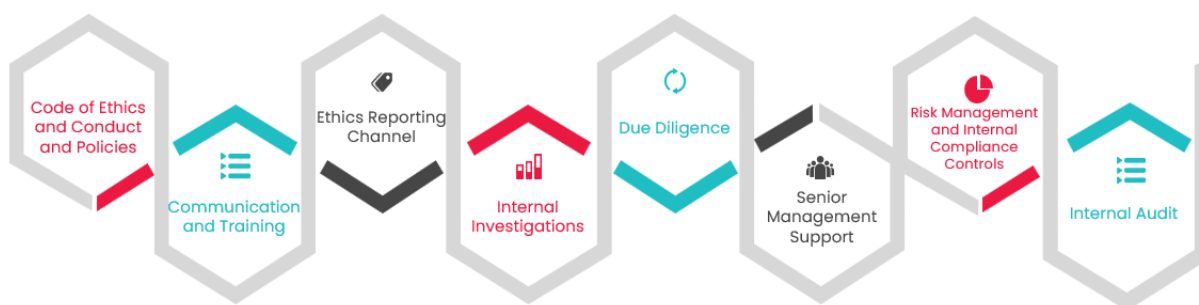 Code of Ethics
and Conduct
and Policies
Communication
and Training
Ethics Reporting
Channel
Internal
Investigations
Due Diligence
Senior
Management
Support
Risk Management
and Internal
Compliance
Controls
Internal Audit